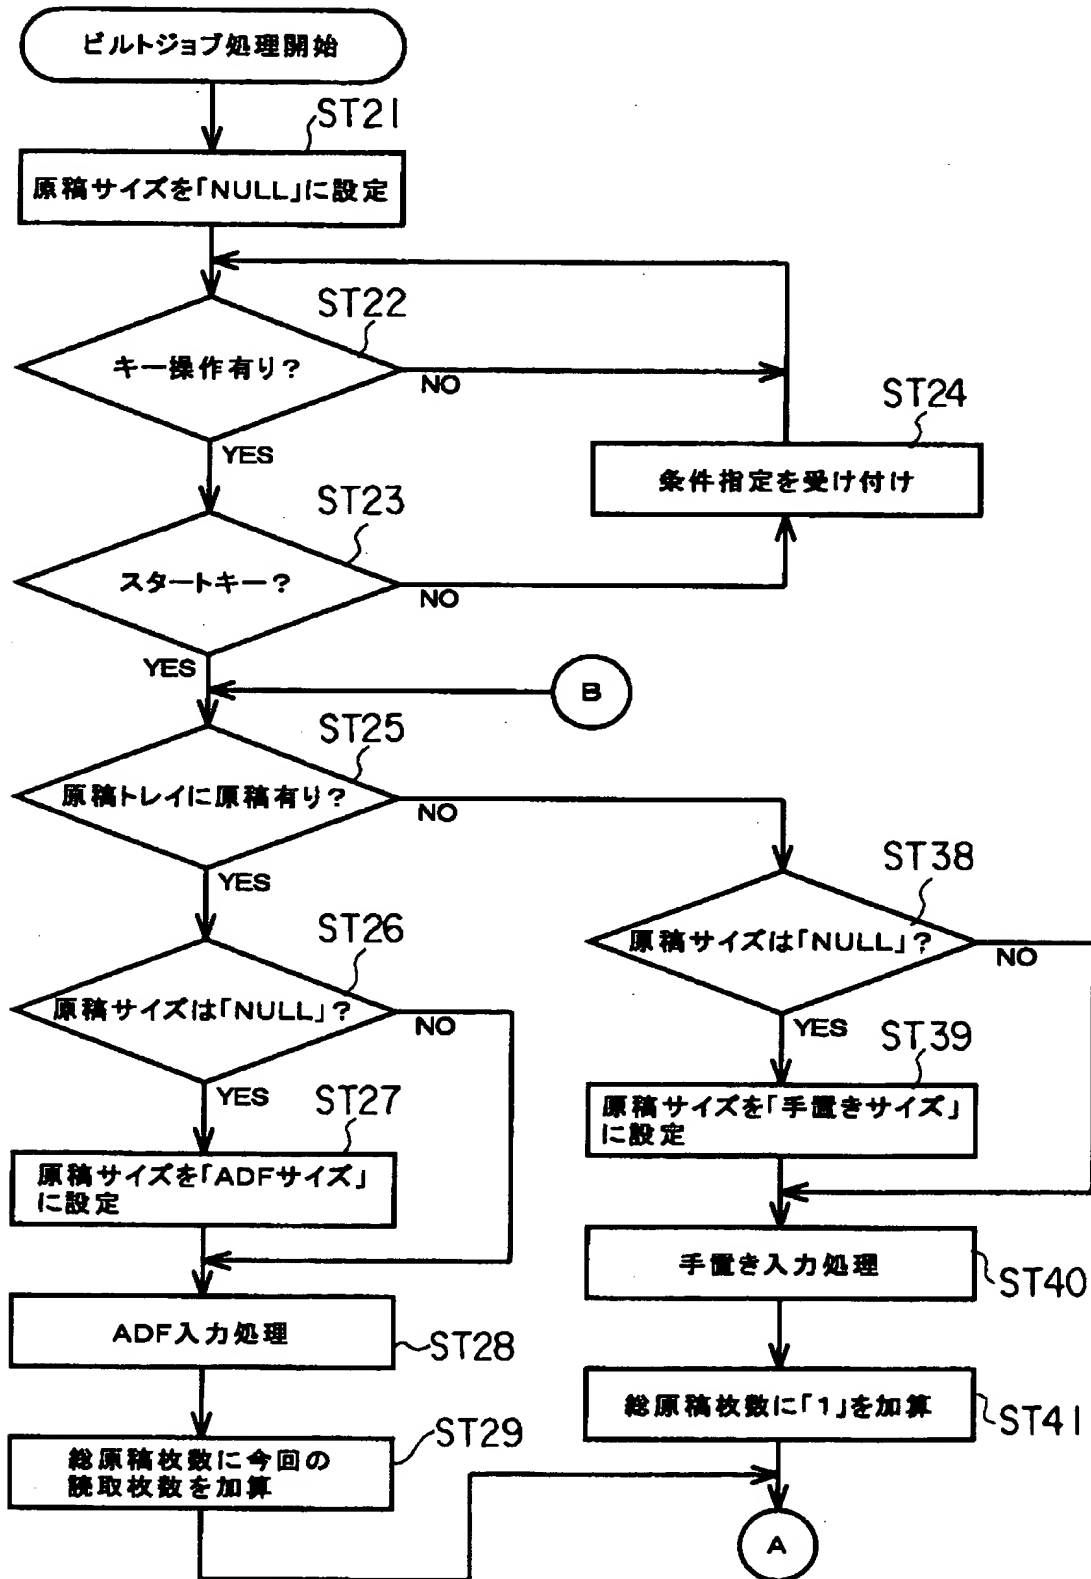 ビルトジョブ処理開始
ST21
原稿サイズを「NULL」に設定
ST22
キー操作有り?
NO
YES
ST24
条件指定を受け付け
ST23
スタートキー?
NO
YES
B
ST25
原稿トレイに原稿有り?
NO
YES
ST38
原稿サイズは「NULL」?
NO
YES
ST26
原稿サイズは「NULL」?
NO
YES
ST39
原稿サイズを「手置きサイズ」
に設定
ST27
原稿サイズを「ADFサイズ」
に設定
手置き入力処理
ST40
ADF入力処理
ST28
総原稿枚数に「1」を加算
ST41
ST29
総原稿枚数に今回の
読取枚数を加算
A